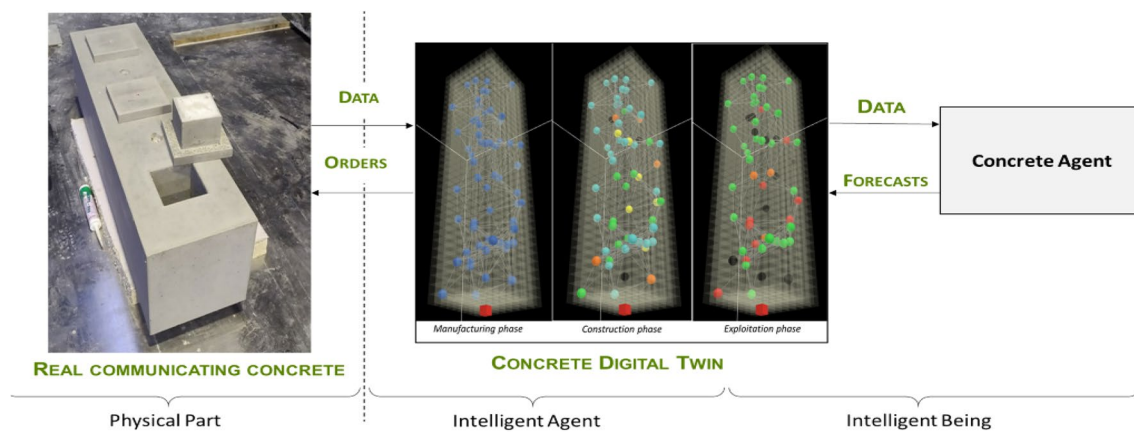 DATA
ORDERS
DATA
FORECASTS
Concrete Agent
Manufacturing phase
Construction phase
Exploitation phase
REAL COMMUNICATING CONCRETE
CONCRETE DIGITAL TWIN
Physical Part
Intelligent Agent
Intelligent Being